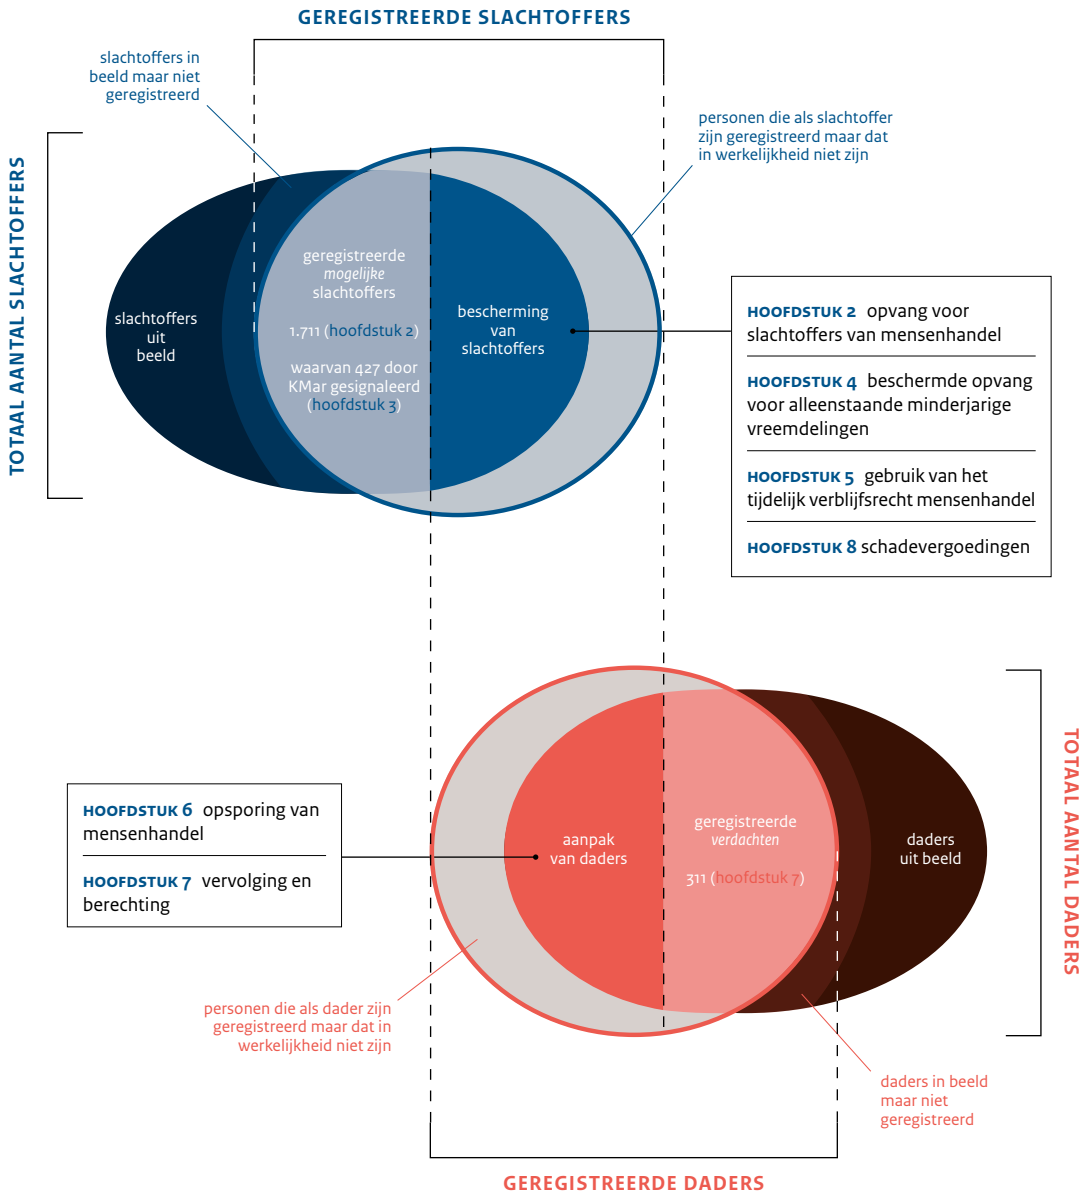 GEREGISTREERDE SLACHTOFFERS
slachtoffers in
beeld maar niet
geregistreerd
personen die als slachtoffer
zijn geregistreerd maar dat
in werkelijkheid niet zijn
TOTAAL AANTAL SLACHTOFFERS
slachtoffers
uit
beeld
geregistreerde
mogelijke
slachtoffers
1.711 (hoofdstuk 2)
waarvan 427 door
KMar gesignaleerd
(hoofdstuk 3)
bescherming
van
slachtoffers
HOOFDSTUK 2 opvang voor
slachtoffers van mensenhandel
HOOFDSTUK 4 beschermde opvang
voor alleenstaande minderjarige
vreemdelingen
HOOFDSTUK 5 gebruik van het
tijdelijk verblijfsrecht mensenhandel
HOOFDSTUK 8 schadevergoedingen
HOOFDSTUK 6 opsporing van
mensenhandel
HOOFDSTUK 7 vervolging en
berechting
aanpak
van daders
geregistreerde
verdachten
311 (hoofdstuk 7)
daders
uit beeld
TOTAAL AANTAL DADERS
personen die als dader zijn
geregistreerd maar dat in
werkelijkheid niet zijn
daders in beeld
maar niet
geregistreerd
GEREGISTREERDE DADERS